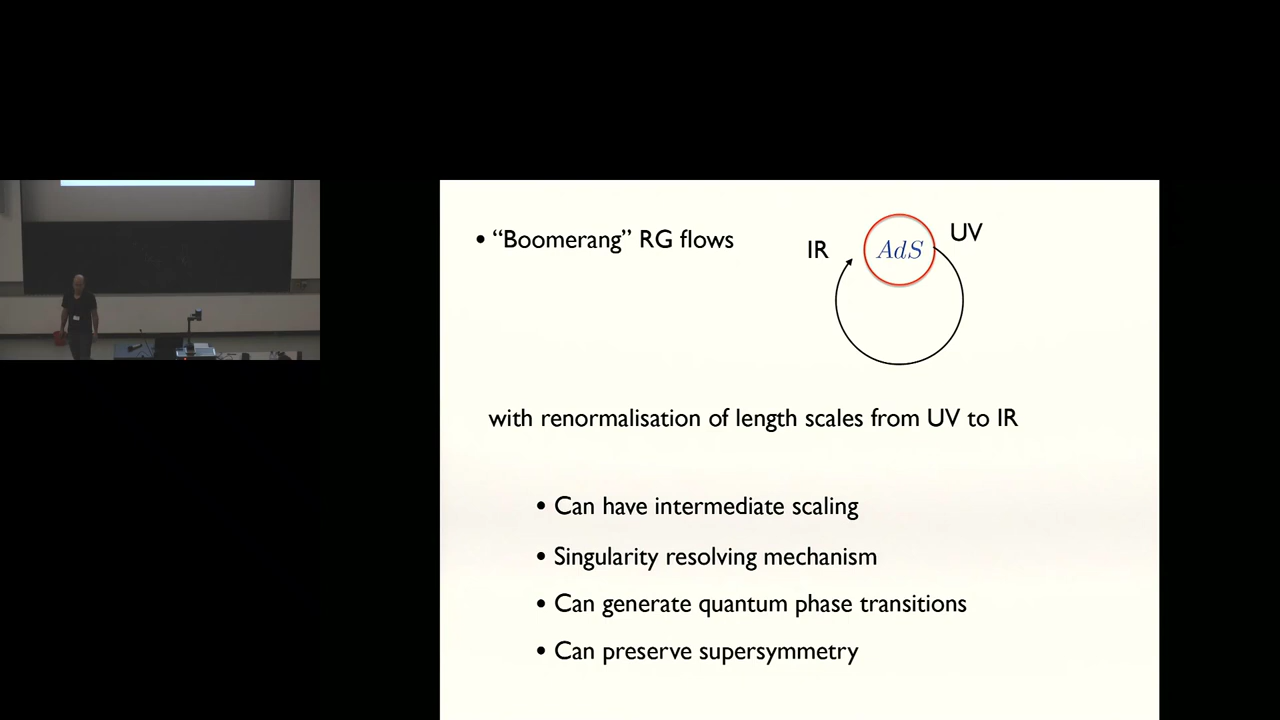 • “Boomerang” RG flows
IR
AdS
UV
with renormalisation of length scales from UV to IR
• Can have intermediate scaling
• Singularity resolving mechanism
• Can generate quantum phase transitions
• Can preserve supersymmetry